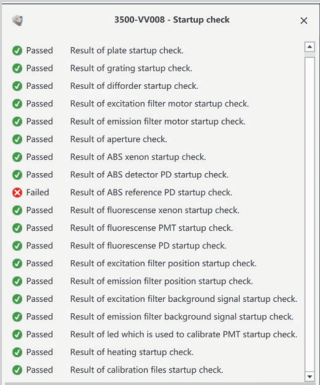 3500-VV008 - Startup check
Passed Result of plate startup check.
Passed Result of grating startup check.
Passed Result of difforder startup check.
Passed Result of excitation filter motor startup check.
Passed Result of emission filter motor startup check.
Passed Result of aperture check.
Passed Result of ABS xenon startup check.
Passed Result of ABS detector PD startup check.
Failed Result of ABS reference PD startup check.
Passed Result of fluorescense xenon startup check.
Passed Result of fluorescense PMT startup check.
Passed Result of fluorescense PD startup check.
Passed Result of excitation filter position startup check.
Passed Result of emission filter position startup check.
Passed Result of excitation filter background signal startup check.
Passed Result of emission filter background signal startup check.
Passed Result of led which is used to calibrate PMT startup check.
Passed Result of heating startup check.
Passed Result of calibration files startup check.